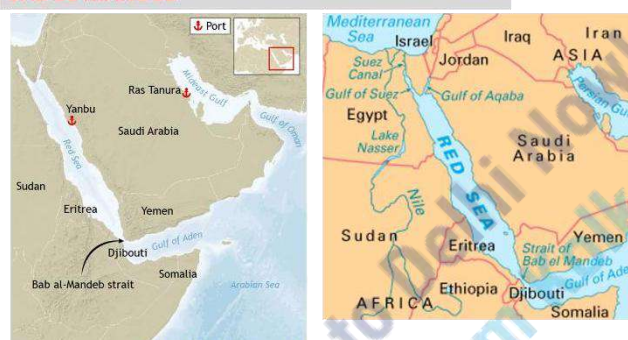 Port
Ras Tanura
Mideast Gulf
Yanbu
Gulf of Oman
Saudi Arabia
Red Sea
Sudan
Eritrea
Yemen
Gulf of Aden
Djibouti
Bab al-Mandeb strait
Somalia
Arabian Sea
Mediterranean
Sea
Israel
Iraq
Iran
ASIA
Suez
Canal
Jordan
Gulf of Suez
Gulf of Aqaba
Persian Gulf
Egypt
Lake
Nasser
RED SEA
Saudi
Arabia
Nile
Sudan
Eritrea
Strait of
Bab el Mandeb
Yemen
Gulf of Aden
AFRICA
Ethiopia
Djibouti
Somalia
to Delhi